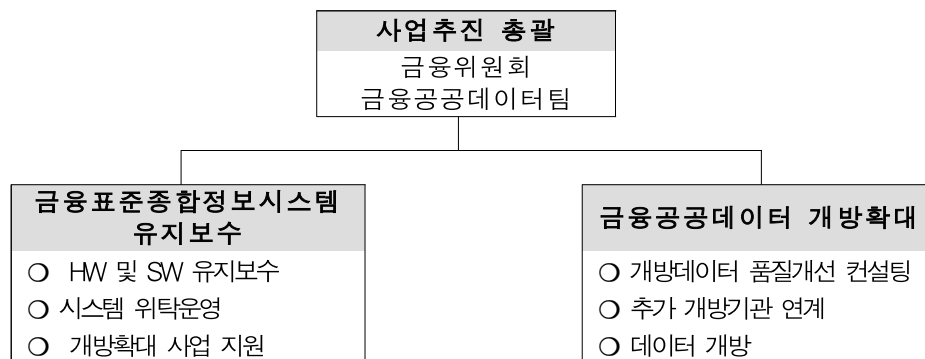 사업추진 총괄
금융위원회
금융공공데이터팀
금융표준종합정보시스템
유지보수
❍ HW 및 SW 유지보수
❍ 시스템 위탁운영
❍ 개방확대 사업 지원
금융공공데이터 개방확대
❍ 개방데이터 품질개선 컨설팅
❍ 추가 개방기관 연계
❍ 데이터 개방